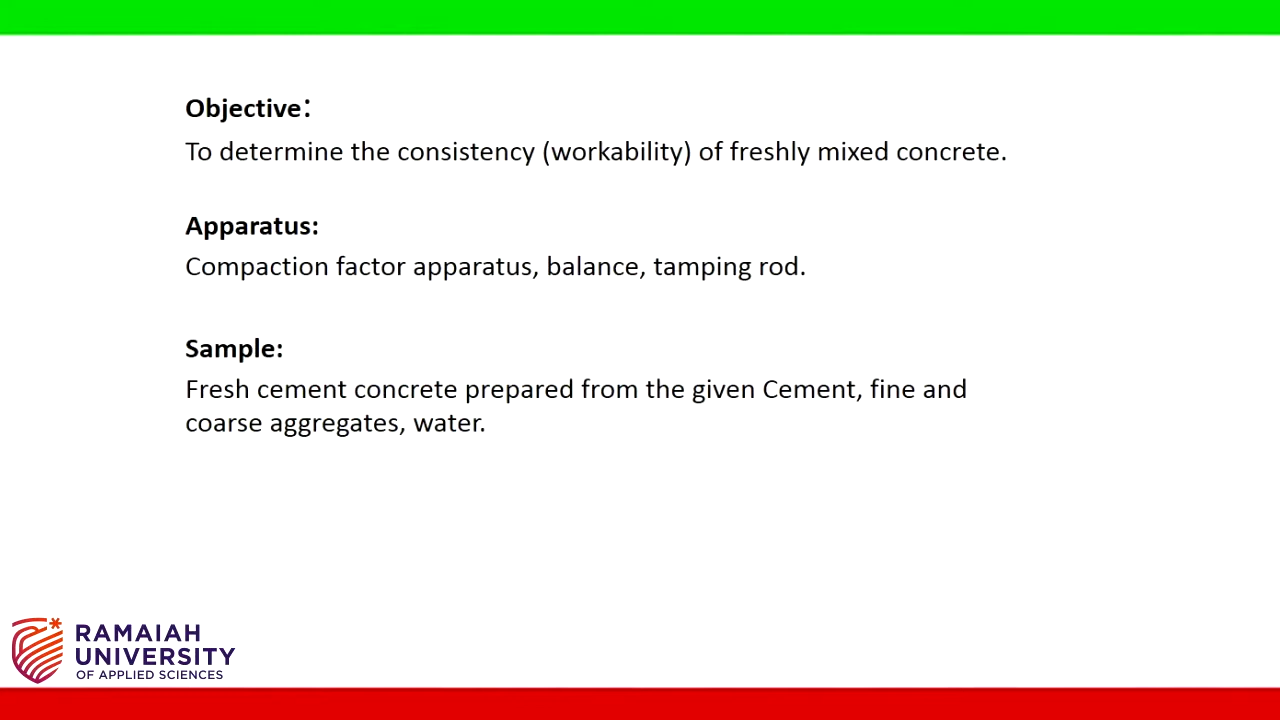 Objective:
To determine the consistency (workability) of freshly mixed concrete.
Apparatus:
Compaction factor apparatus, balance, tamping rod.
Sample:
Fresh cement concrete prepared from the given Cement, fine and
coarse aggregates, water.
RAMAIAH
UNIVERSITY
OF APPLIED SCIENCES